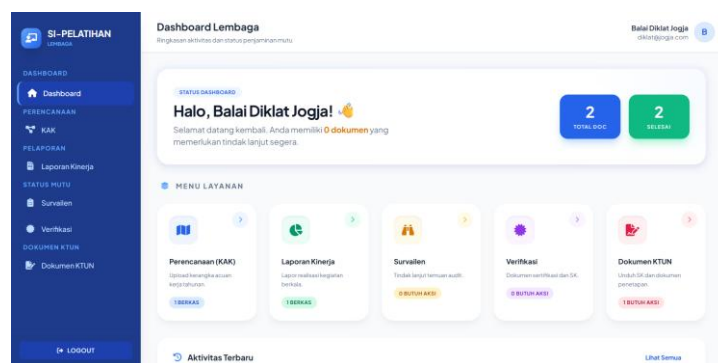 SI-PELATIHAN
LEMBAGA
DASHBOARD
Dashboard
PERENCANAAN
KAK
PELAPORAN
Laporan Kinerja
STATUS MUTU
Survailen
Verifikasi
DOKUMEN KTUN
Dokumen KTUN
LOGOUT
Dashboard Lembaga
Ringkasan aktivitas dan status penjaminan mutu.
Balai Diklat Jogja
diklat@jogja.com
B
STATUS DASHBOARD
Halo, Balai Diklat Jogja! 👋
Selamat datang kembali. Anda memiliki 0 dokumen yang
memerlukan tindak lanjut segera.
2
TOTAL DOC
2
SELESAI
MENU LAYANAN
Perencanaan (KAK)
Upload kerangka acuan
kerja tahunan.
1 BERKAS
Laporan Kinerja
Lapor realisasi kegiatan
berkala.
1 BERKAS
Survailen
Tindak lanjut temuan audit.
0 BUTUH AKSI
Verifikasi
Dokumen sertifikasi dan SK.
0 BUTUH AKSI
Dokumen KTUN
Unduh SK dan dokumen
penetapan.
1 BUTUH AKSI
Aktivitas Terbaru
Lihat Semua